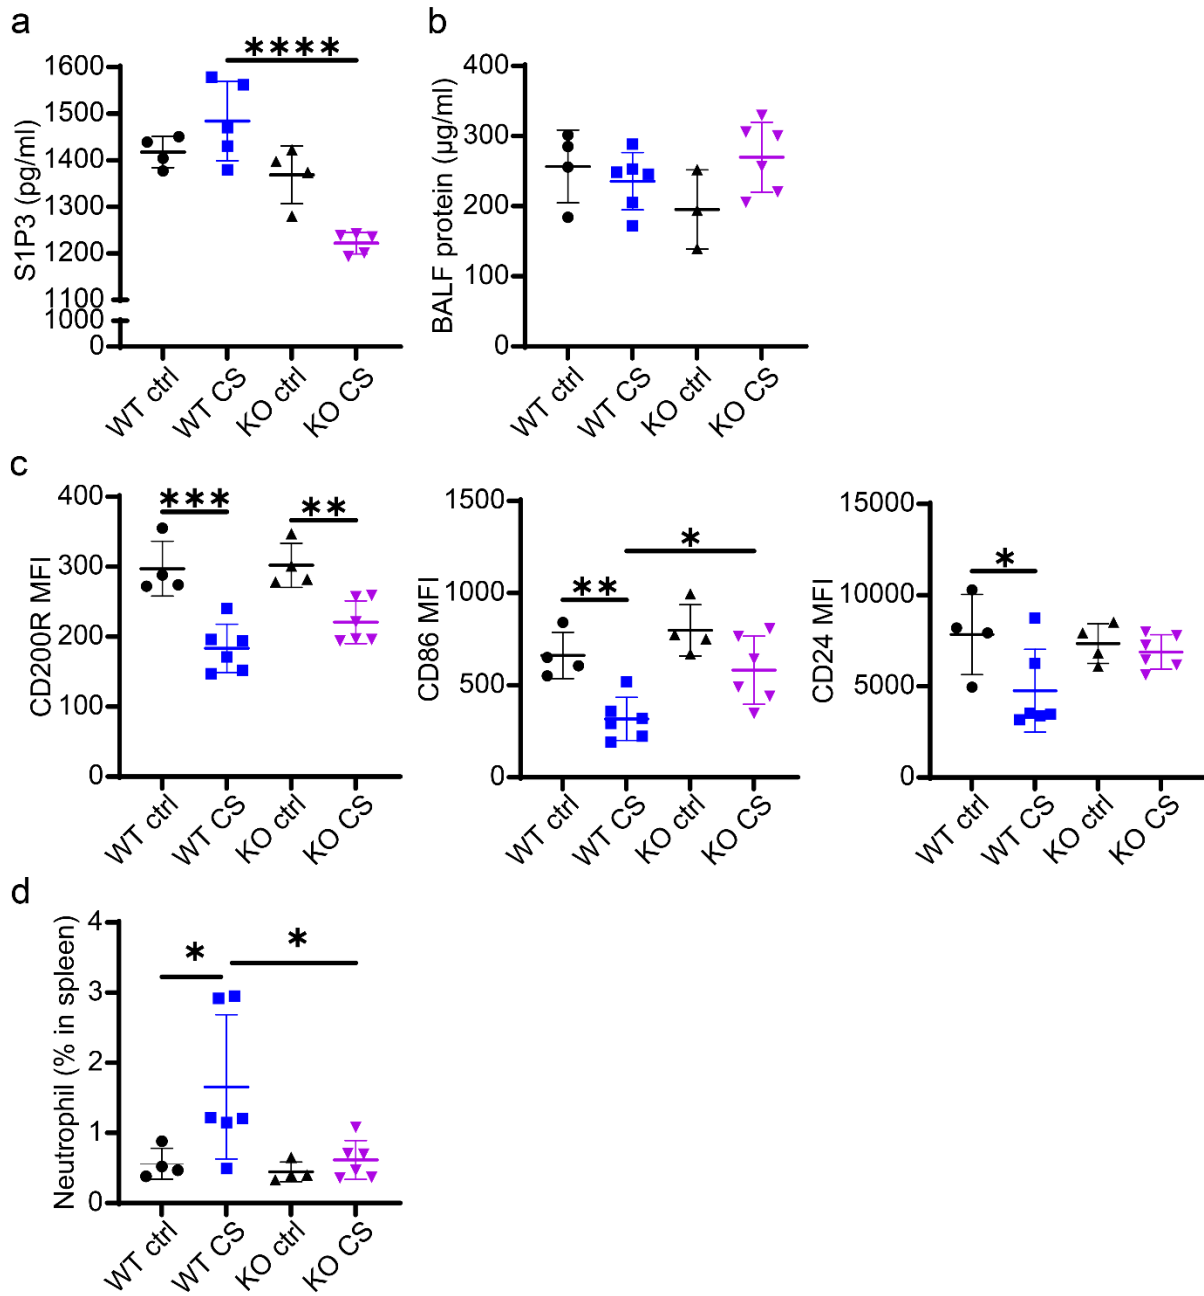 a
S1P3 (pg/ml)
1600
1500
1400
1300
1200
1100
1000
0
****
WT ctrl
WT CS
KO ctrl
KO CS
b
BALF protein (µg/ml)
400
300
200
100
0
WT ctrl
WT CS
KO ctrl
KO CS
c
CD200R MFI
400
300
200
100
0
***
**
WT ctrl
WT CS
KO ctrl
KO CS
CD86 MFI
1500
1000
500
0
**
*
WT ctrl
WT CS
KO ctrl
KO CS
CD24 MFI
15000
10000
5000
0
*
WT ctrl
WT CS
KO ctrl
KO CS
d
Neutrophil (% in spleen)
4
3
2
1
0
*
*
WT ctrl
WT CS
KO ctrl
KO CS